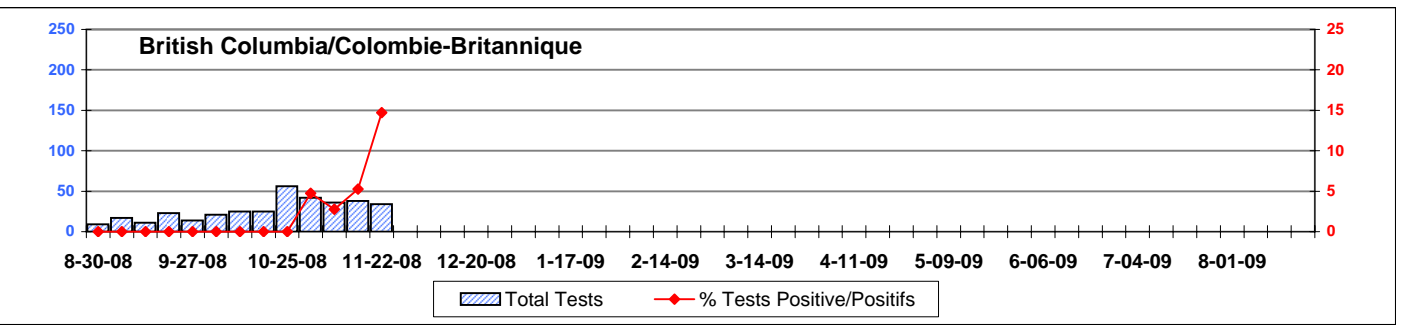 British Columbia/Colombie-Britannique
250 25
200 20
150 15
100 10
50 5
0 0
8-30-08 9-27-08 10-25-08 11-22-08 12-20-08 1-17-09 2-14-09 3-14-09 4-11-09 5-09-09 6-06-09 7-04-09 8-01-09
Total Tests % Tests Positive/Positifs